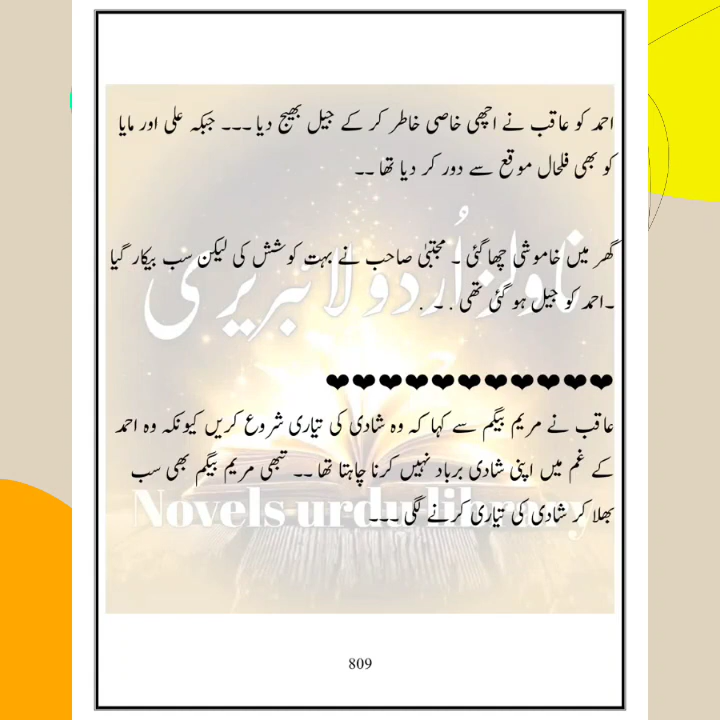 احمد کو عاقب نے اچھی خاصی خاطر کر کے جیل بھیج دیا ۔۔۔ جبکہ علی اور مایا
کو بھی فلحال موقع سے دور کر دیا تھا ۔۔
گھر میں خاموشی چھا گئی ۔ مجتبیٰ صاحب نے بہت کوشش کی لیکن سب بیکار گیا
۔احمد کو جیل ہو گئی تھی ۔ ۔ ۔
ناولز اُردو لائبریری
❤❤❤❤❤❤❤❤❤❤❤
عاقب نے مریم بیگم سے کہا کہ وہ شادی کی تیاری شروع کریں کیونکہ وہ احمد
کے غم میں اپنی شادی برباد نہیں کرنا چاہتا تھا ۔۔ تبھی مریم بیگم بھی سب
بھلا کر شادی کی تیاری کرنے لگی ۔۔۔
Novels urdu library
809